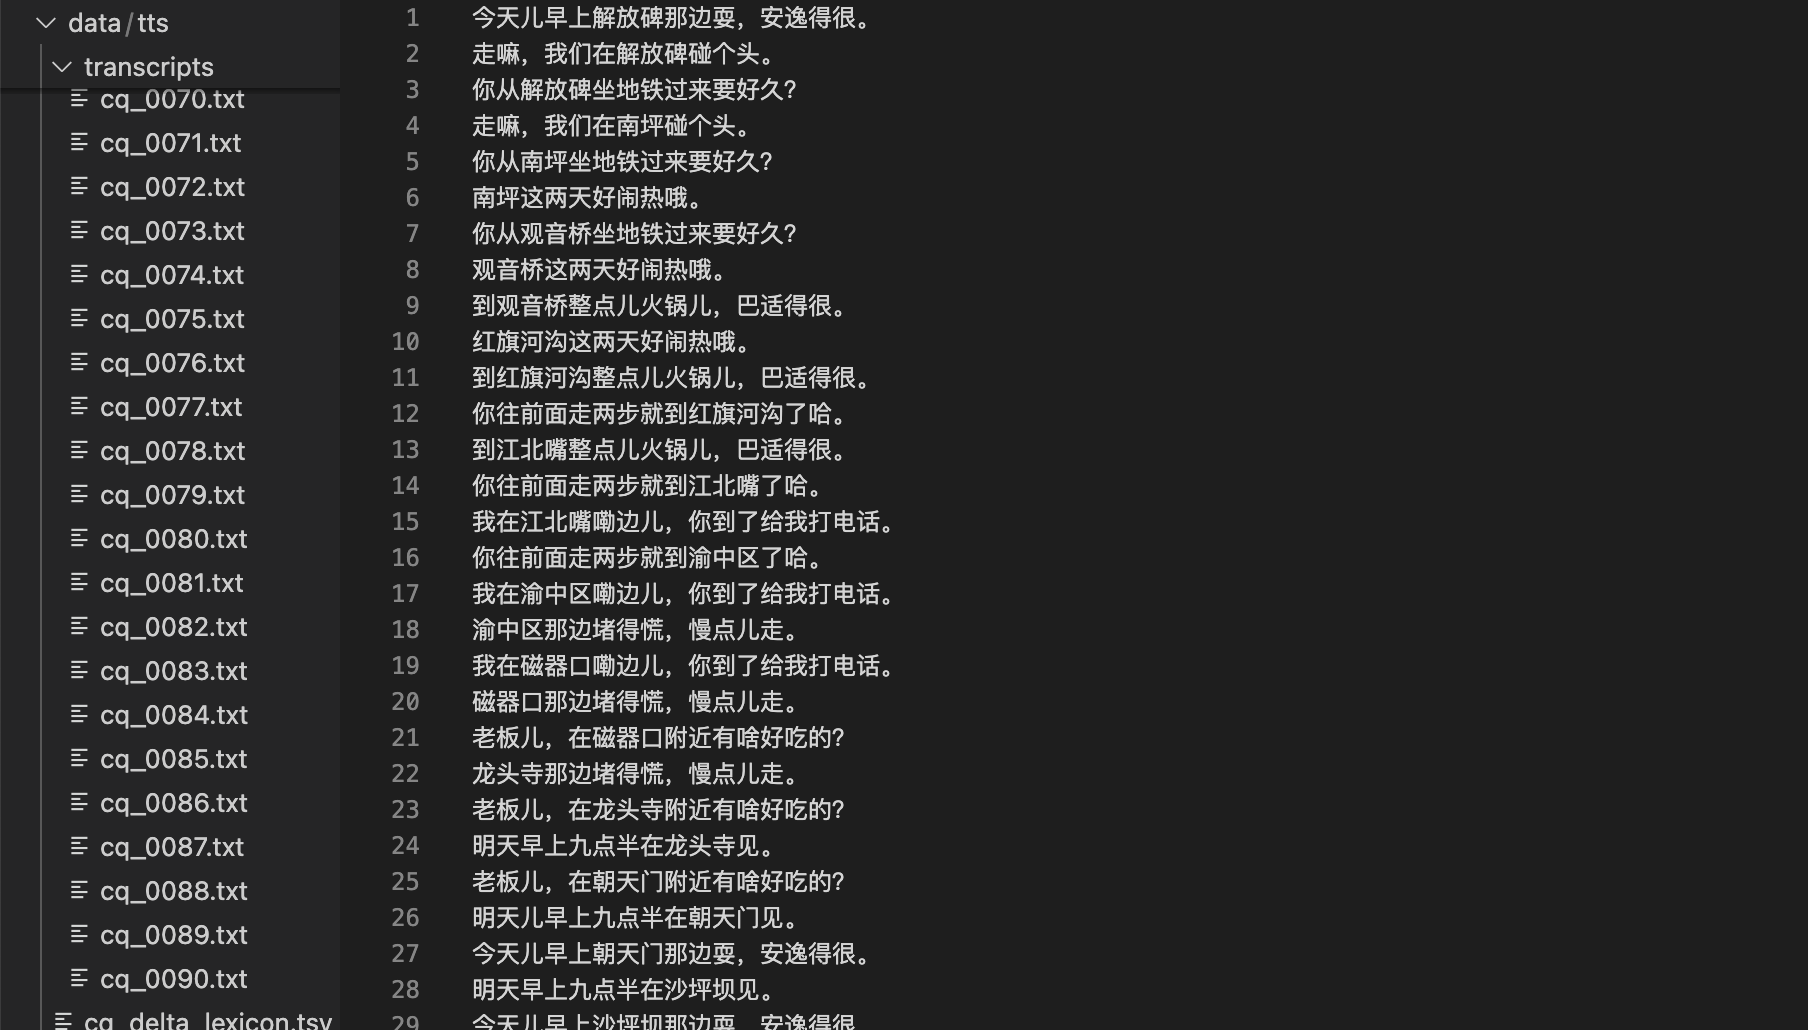 data/tts
transcripts
cq_0070.txt
cq_0071.txt
cq_0072.txt
cq_0073.txt
cq_0074.txt
cq_0075.txt
cq_0076.txt
cq_0077.txt
cq_0078.txt
cq_0079.txt
cq_0080.txt
cq_0081.txt
cq_0082.txt
cq_0083.txt
cq_0084.txt
cq_0085.txt
cq_0086.txt
cq_0087.txt
cq_0088.txt
cq_0089.txt
cq_0090.txt
cq_delta_lexicon.tsv
1 今天儿早上解放碑那边耍，安逸得很。
2 走嘛，我们在解放碑碰个头。
3 你从解放碑坐地铁过来要好久？
4 走嘛，我们在南坪碰个头。
5 你从南坪坐地铁过来要好久？
6 南坪这两天好闹热哦。
7 你从观音桥坐地铁过来要好久？
8 观音桥这两天好闹热哦。
9 到观音桥整点儿火锅儿，巴适得很。
10 红旗河沟这两天好闹热哦。
11 到红旗河沟整点儿火锅儿，巴适得很。
12 你往前面走两步就到红旗河沟了哈。
13 到江北嘴整点儿火锅儿，巴适得很。
14 你往前面走两步就到江北嘴了哈。
15 我在江北嘴嘞边儿，你到了给我打电话。
16 你往前面走两步就到渝中区了哈。
17 我在渝中区嘞边儿，你到了给我打电话。
18 渝中区那边堵得慌，慢点儿走。
19 我在磁器口嘞边儿，你到了给我打电话。
20 磁器口那边堵得慌，慢点儿走。
21 老板儿，在磁器口附近有啥好吃的？
22 龙头寺那边堵得慌，慢点儿走。
23 老板儿，在龙头寺附近有啥好吃的？
24 明天早上九点半在龙头寺见。
25 老板儿，在朝天门附近有啥好吃的？
26 明天儿早上九点半在朝天门见。
27 今天儿早上朝天门那边耍，安逸得很。
28 明天早上九点半在沙坪坝见。
29 今天儿早上沙坪坝那边耍，安逸得很